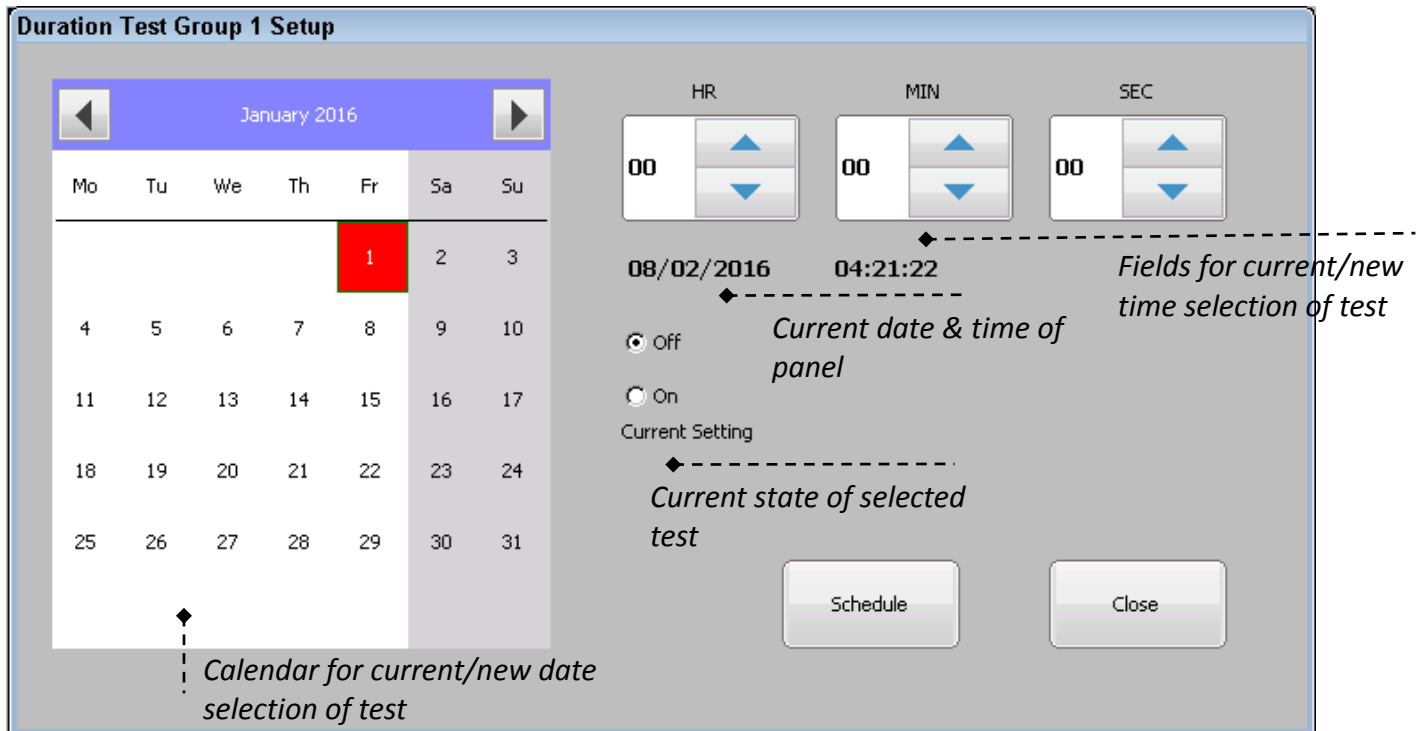 Duration Test Group 1 Setup
January 2016
Mo Tu We Th Fr Sa Su
1 2 3
4 5 6 7 8 9 10
11 12 13 14 15 16 17
18 19 20 21 22 23 24
25 26 27 28 29 30 31
Calendar for current/new date
selection of test
HR MIN SEC
00 00 00
Fields for current/new
time selection of test
08/02/2016 04:21:22
Current date & time of
panel
Off
On
Current Setting
Current state of selected
test
Schedule Close